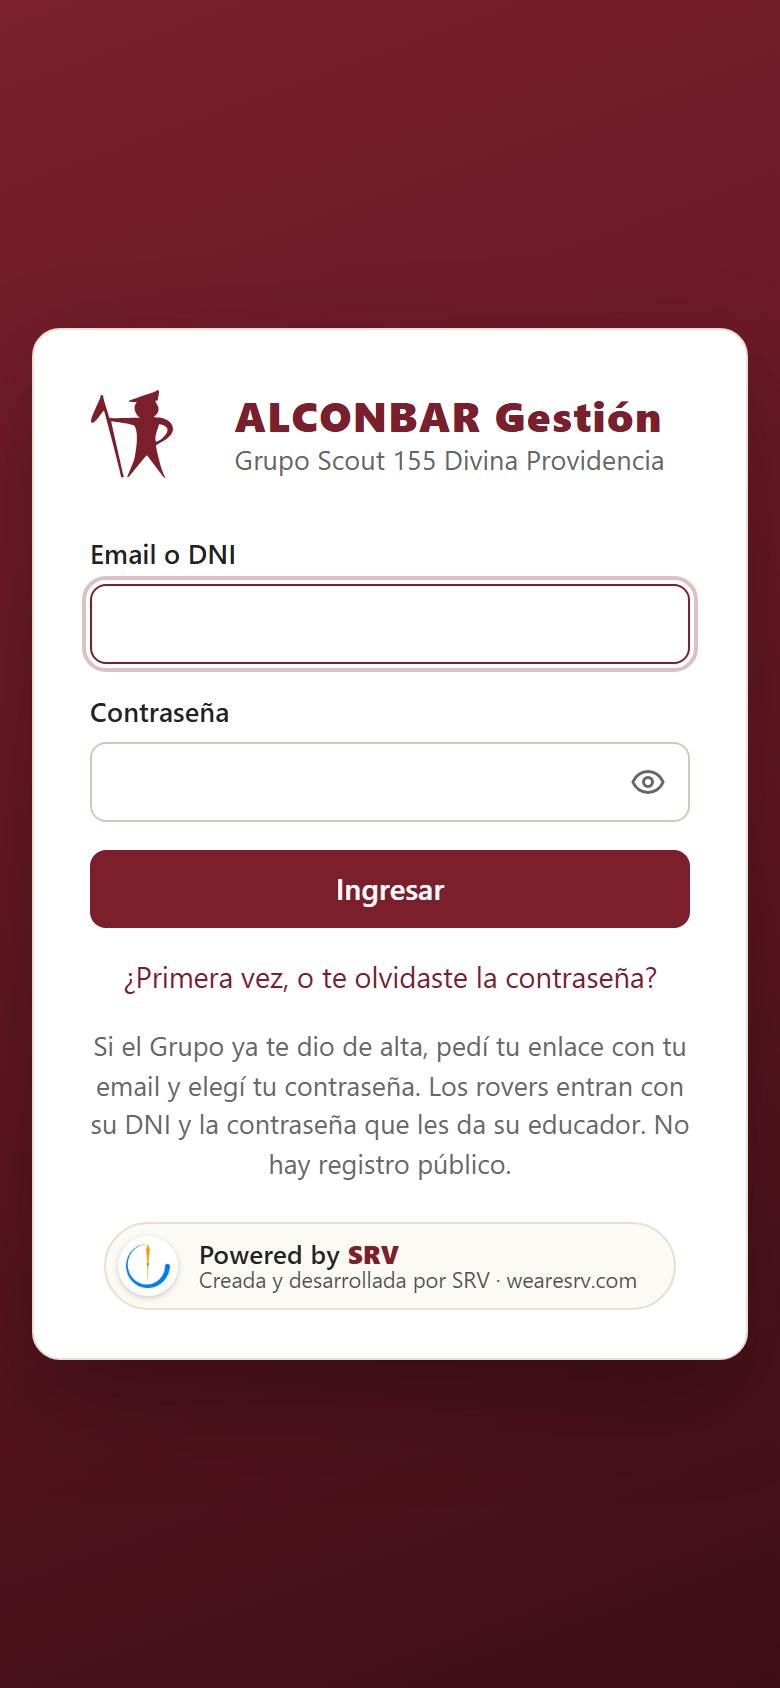 ALCONBAR Gestión
Grupo Scout 155 Divina Providencia
Email o DNI
Contraseña
Ingresar
¿Primera vez, o te olvidaste la contraseña?
Si el Grupo ya te dio de alta, pedí tu enlace con tu
email y elegí tu contraseña. Los rovers entran con
su DNI y la contraseña que les da su educador. No
hay registro público.
Powered by SRV
Creada y desarrollada por SRV · wearesrv.com